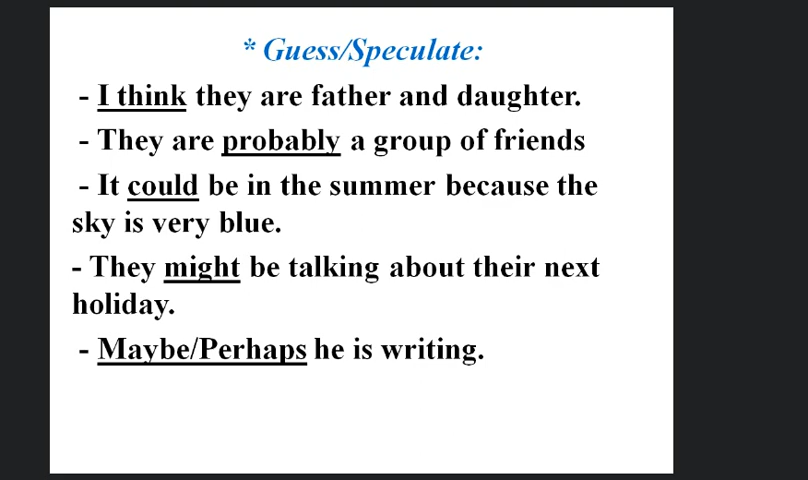 * Guess/Speculate:
- I think they are father and daughter.
- They are probably a group of friends
- It could be in the summer because the
sky is very blue.
- They might be talking about their next
holiday.
- Maybe/Perhaps he is writing.